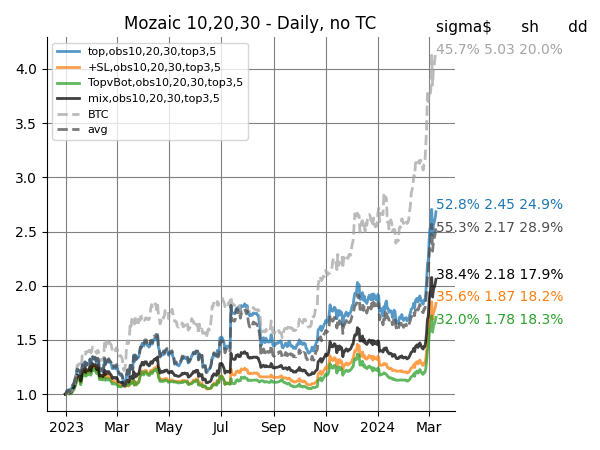 Mozaic 10,20,30 - Daily, no TC
sigma$ sh dd
top,obs10,20,30,top3,5
+SL,obs10,20,30,top3,5
TopvBot,obs10,20,30,top3,5
mix,obs10,20,30,top3,5
BTC
avg
45.7% 5.03 20.0%
52.8% 2.45 24.9%
55.3% 2.17 28.9%
38.4% 2.18 17.9%
35.6% 1.87 18.2%
32.0% 1.78 18.3%
4.0
3.5
3.0
2.5
2.0
1.5
1.0
2023 Mar May Jul Sep Nov 2024 Mar